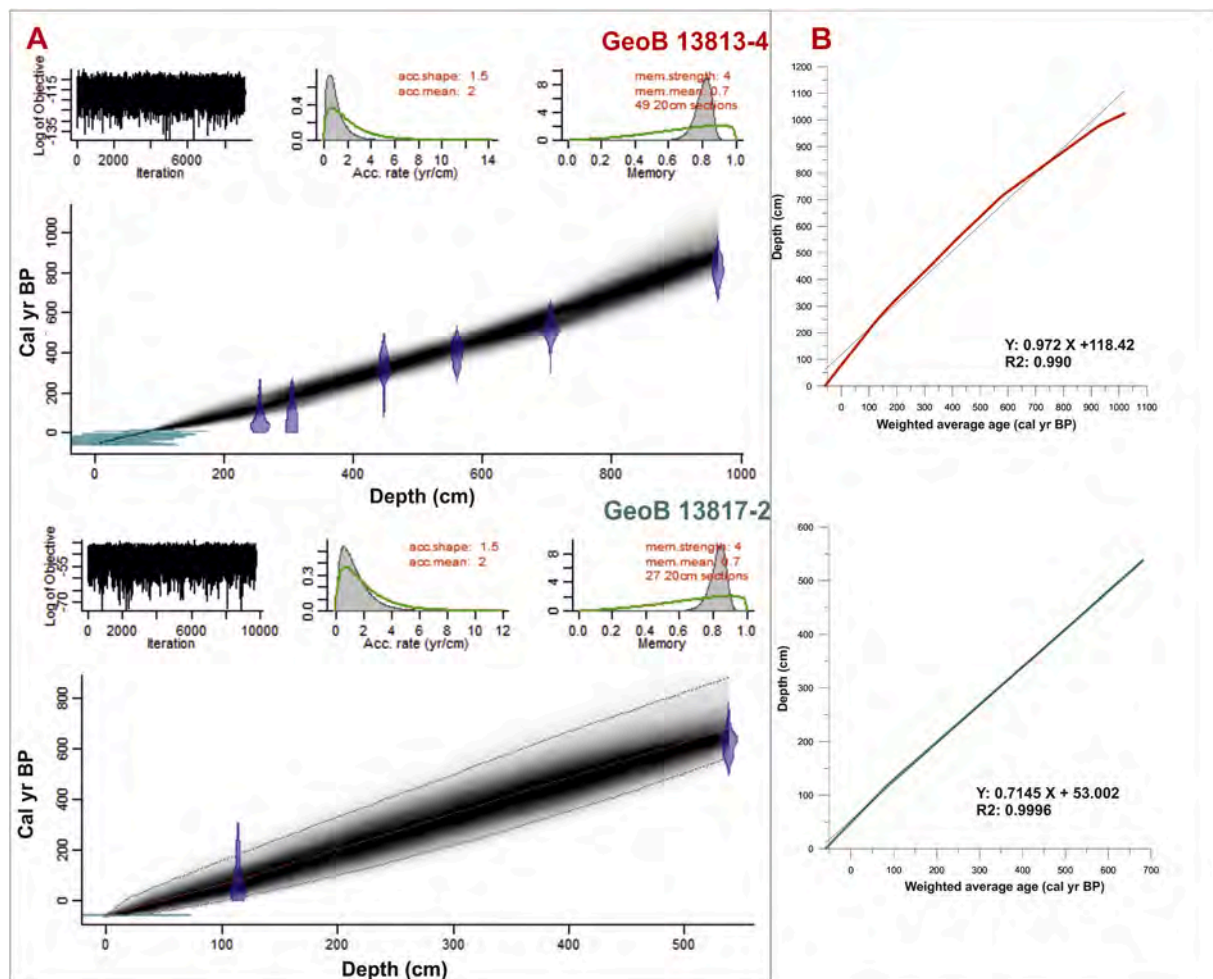 A
B
GeoB 13813-4
Log of Objective
-135
-115
0
2000
6000
Iteration
acc.shape: 1.5
acc.mean: 2
0.0
0.4
0
2
4
6
8
10
14
Acc. rate (yr/cm)
mem.strength: 4
mem.mean: 0.7
49 20cm sections
0
2
4
8
0.0
0.2
0.4
0.6
0.8
1.0
Memory
Cal yr BP
0
200
400
600
800
1000
0
200
400
600
800
1000
Depth (cm)
GeoB 13817-2
Log of Objective
-70
-55
0
2000
6000
10000
Iteration
acc.shape: 1.5
acc.mean: 2
0.0
0.3
0
2
4
6
8
10
12
Acc. rate (yr/cm)
mem.strength: 4
mem.mean: 0.7
27 20cm sections
0
2
4
8
0.0
0.2
0.4
0.6
0.8
1.0
Memory
Cal yr BP
0
200
400
600
800
0
100
200
300
400
500
Depth (cm)
Depth (cm)
1200
1100
1000
900
800
700
600
500
400
300
200
100
0
Y: 0.972 X +118.42
R2: 0.990
0 100 200 300 400 500 600 700 800 900 1000 1100
Weighted average age (cal yr BP)
Depth (cm)
600
500
400
300
200
100
0
Y: 0.7145 X + 53.002
R2: 0.9996
0 100 200 300 400 500 600 700
Weighted average age (cal yr BP)